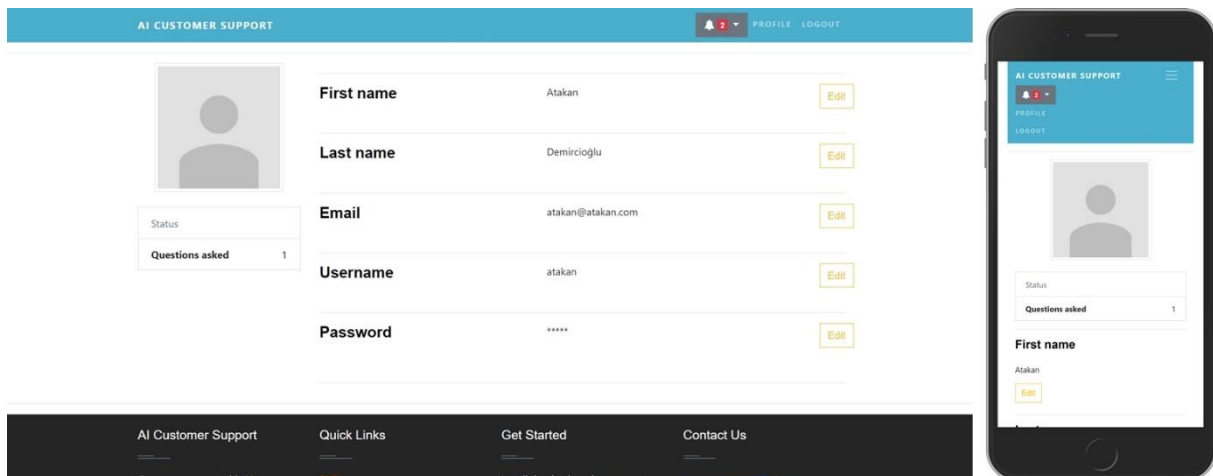 AI CUSTOMER SUPPORT
2 PROFILE LOGOUT
First name Atakan Edit
Last name Demircioğlu Edit
Status
Email atakan@atakan.com Edit
Questions asked 1
Username atakan Edit
Password ***** Edit
AI Customer Support Quick Links Get Started Contact Us
AI CUSTOMER SUPPORT
2
PROFILE
LOGOUT
Status
Questions asked 1
First name
Atakan
Edit